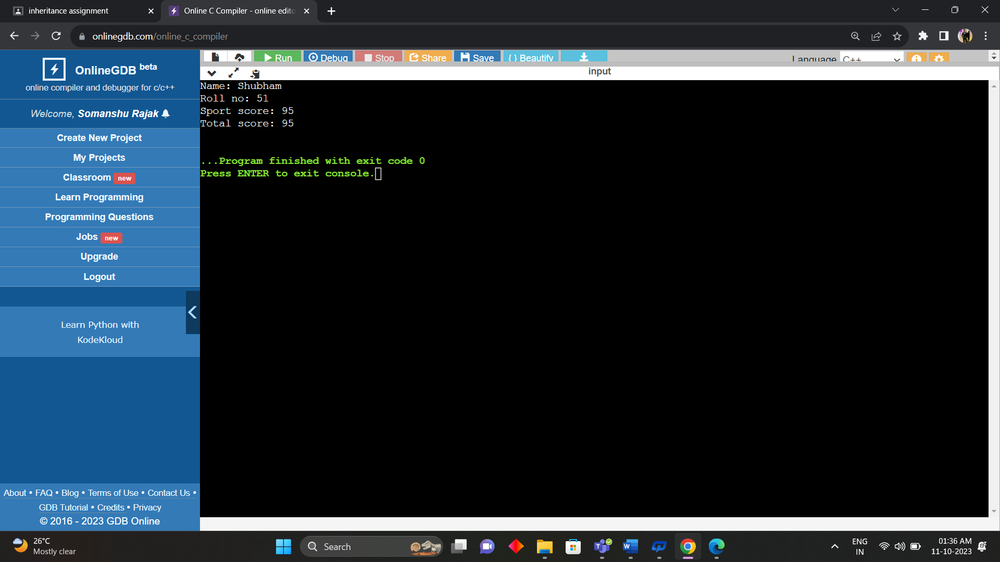 inheritance assignment
Online C Compiler - online edito
onlinegdb.com/online_c_compiler
OnlineGDB beta
online compiler and debugger for c/c++
Welcome, Somanshu Rajak
Create New Project
My Projects
Classroom new
Learn Programming
Programming Questions
Jobs new
Upgrade
Logout
Learn Python with
KodeKloud
About • FAQ • Blog • Terms of Use • Contact Us •
GDB Tutorial • Credits • Privacy
© 2016 - 2023 GDB Online
Run Debug Stop Share Save { } Beautify
Language C++
input
Name: Shubham
Roll no: 51
Sport score: 95
Total score: 95
...Program finished with exit code 0
Press ENTER to exit console.
26°C
Mostly clear
Search
ENG
IN
01:36 AM
11-10-2023